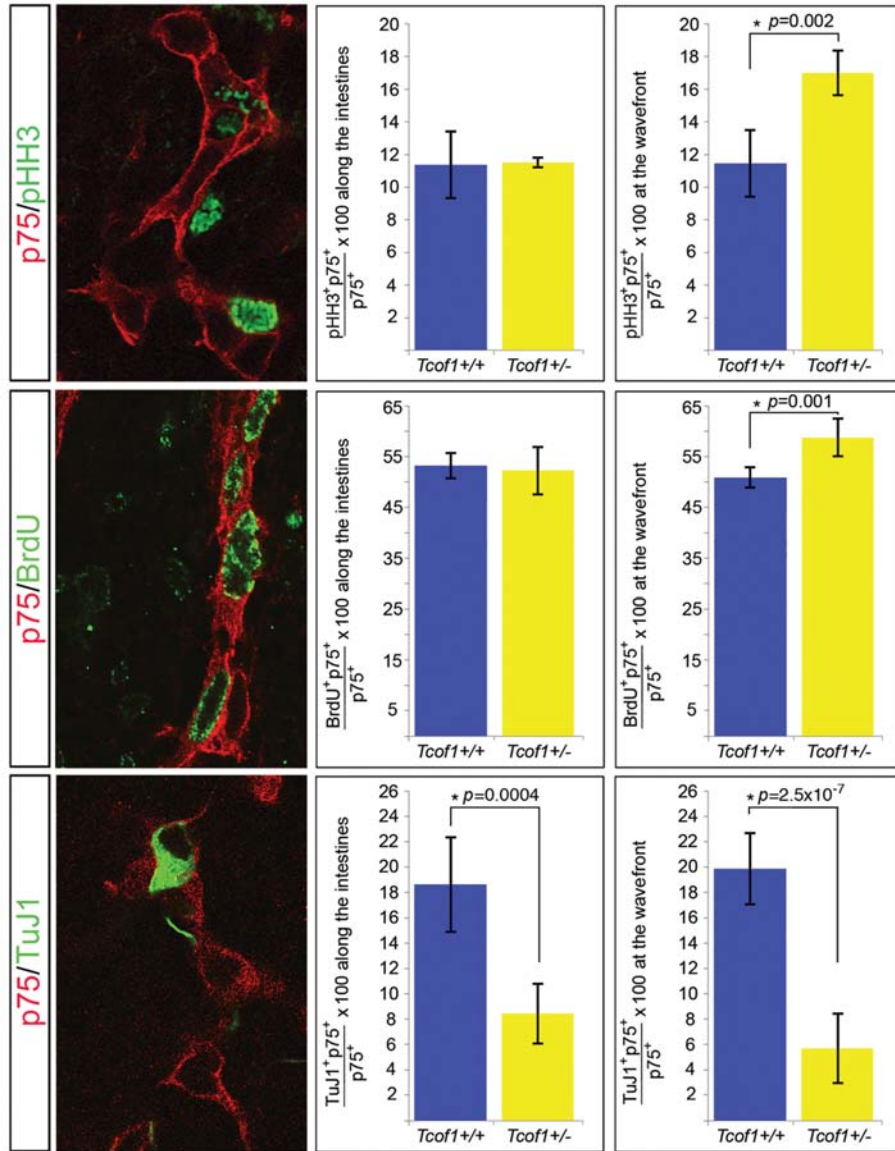 p75/pHH3
pHH3⁺p75⁺
p75⁺
x 100 along the intestines
20
18
16
14
12
10
8
6
4
2
Tcof1+/+ Tcof1+/-
pHH3⁺p75⁺
p75⁺
x 100 at the wavefront
20
18
16
14
12
10
8
6
4
2
* p=0.002
Tcof1+/+ Tcof1+/-
p75/BrdU
BrdU⁺p75⁺
p75⁺
x 100 along the intestines
65
55
45
35
25
15
5
Tcof1+/+ Tcof1+/-
BrdU⁺p75⁺
p75⁺
x 100 at the wavefront
65
55
45
35
25
15
5
* p=0.001
Tcof1+/+ Tcof1+/-
p75/TuJ1
TuJ1⁺p75⁺
p75⁺
x 100 along the intestines
26
24
22
20
18
16
14
12
10
8
6
4
2
* p=0.0004
Tcof1+/+ Tcof1+/-
TuJ1⁺p75⁺
p75⁺
x 100 at the wavefront
26
24
22
20
18
16
14
12
10
8
6
4
2
* p=2.5x10⁻⁷
Tcof1+/+ Tcof1+/-